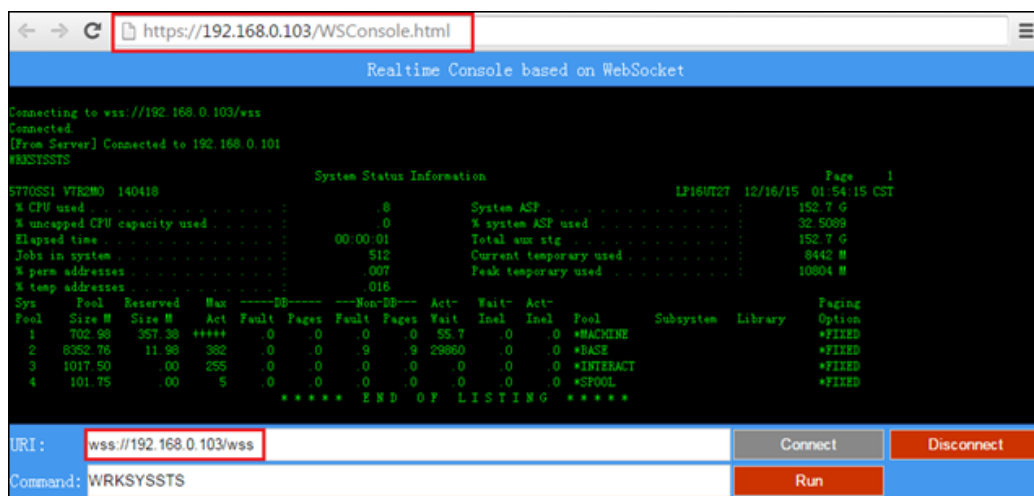 https://192.168.0.103/WSConsole.html
Realtime Console based on WebSocket
Connecting to wss://192.168.0.103/wss
Connected.
[From Server] Connected to 192.168.0.101
WRKSYSSTS
System Status Information Page 1
5770SS1 V7R2M0 140418 LP16UT27 12/16/15 01:54:15 CST
% CPU used . . . . . . . . . . . . . . : .8 System ASP . . . . . . . . . . . . . . : 152.7 G
% uncapped CPU capacity used . . . . . : .0 % system ASP used . . . . . . . . . . : 32.5089
Elapsed time . . . . . . . . . . . . . : 00:00:01 Total aux stg . . . . . . . . . . . . : 152.7 G
Jobs in system . . . . . . . . . . . . : 512 Current temporary used . . . . . . . . : 8442 M
% perm addresses . . . . . . . . . . . : .007 Peak temporary used . . . . . . . . . : 10804 M
% temp addresses . . . . . . . . . . . : .016
Sys Pool Reserved Max -----DB----- ---Non-DB--- Act- Wait- Act- Paging
Pool Size M Size M Act Fault Pages Fault Pages Wait Inel Inel Pool Subsystem Library Option
1 702.98 357.38 +++++ .0 .0 .0 .0 55.7 .0 .0 *MACHINE *FIXED
2 8352.76 11.98 382 .0 .0 .9 .9 29860 .0 .0 *BASE *FIXED
3 1017.50 .00 255 .0 .0 .0 .0 .0 .0 .0 *INTERACT *FIXED
4 101.75 .00 5 .0 .0 .0 .0 .0 .0 .0 *SPOOL *FIXED
* * * * * E N D O F L I S T I N G * * * * *
URI: wss://192.168.0.103/wss Connect Disconnect
Command: WRKSYSSTS Run